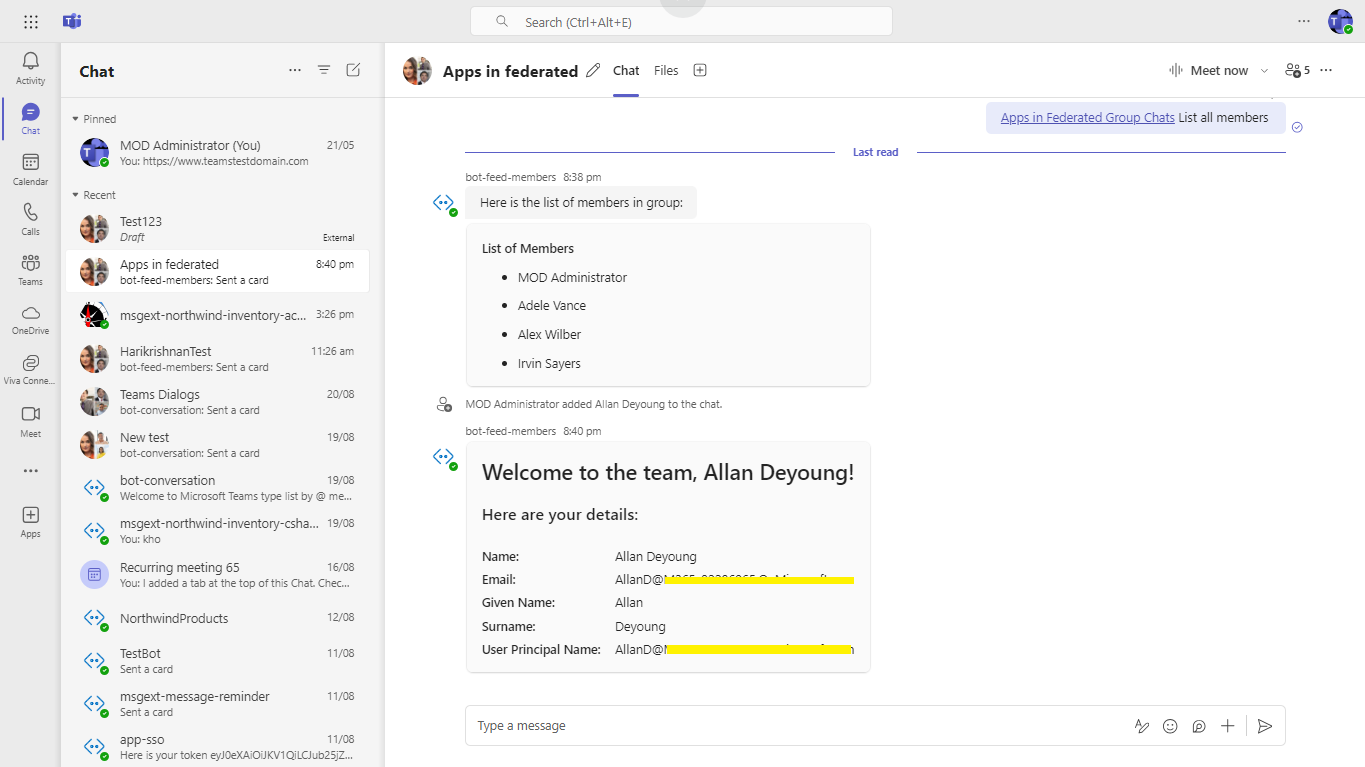 Search (Ctrl+Alt+E)
Activity
Chat
Calendar
Calls
Teams
OneDrive
Viva Conne...
Meet
Apps
Chat
Pinned
MOD Administrator (You) 21/05
You: https://www.teamstestdomain.com
Recent
Test123
Draft External
Apps in federated 8:40 pm
bot-feed-members: Sent a card
msgext-northwind-inventory-ac... 3:26 pm
HarikrishnanTest 11:26 am
bot-feed-members: Sent a card
Teams Dialogs 20/08
bot-conversation: Sent a card
New test 19/08
bot-conversation: Sent a card
bot-conversation 19/08
Welcome to Microsoft Teams type list by @ me...
msgext-northwind-inventory-csha... 19/08
You: kho
Recurring meeting 65 16/08
You: I added a tab at the top of this Chat. Chec...
NorthwindProducts 12/08
TestBot 11/08
Sent a card
msgext-message-reminder 11/08
Sent a card
app-sso 11/08
Here is your token eyJ0eXAiOiJKV1QiLCJub25jZ...
Apps in federated Chat Files Meet now 5
Apps in Federated Group Chats List all members
Last read
bot-feed-members 8:38 pm
Here is the list of members in group:
List of Members
MOD Administrator
Adele Vance
Alex Wilber
Irvin Sayers
MOD Administrator added Allan Deyoung to the chat.
bot-feed-members 8:40 pm
Welcome to the team, Allan Deyoung!
Here are your details:
Name: Allan Deyoung
Email: AllanD@
Given Name: Allan
Surname: Deyoung
User Principal Name: AllanD@
Type a message